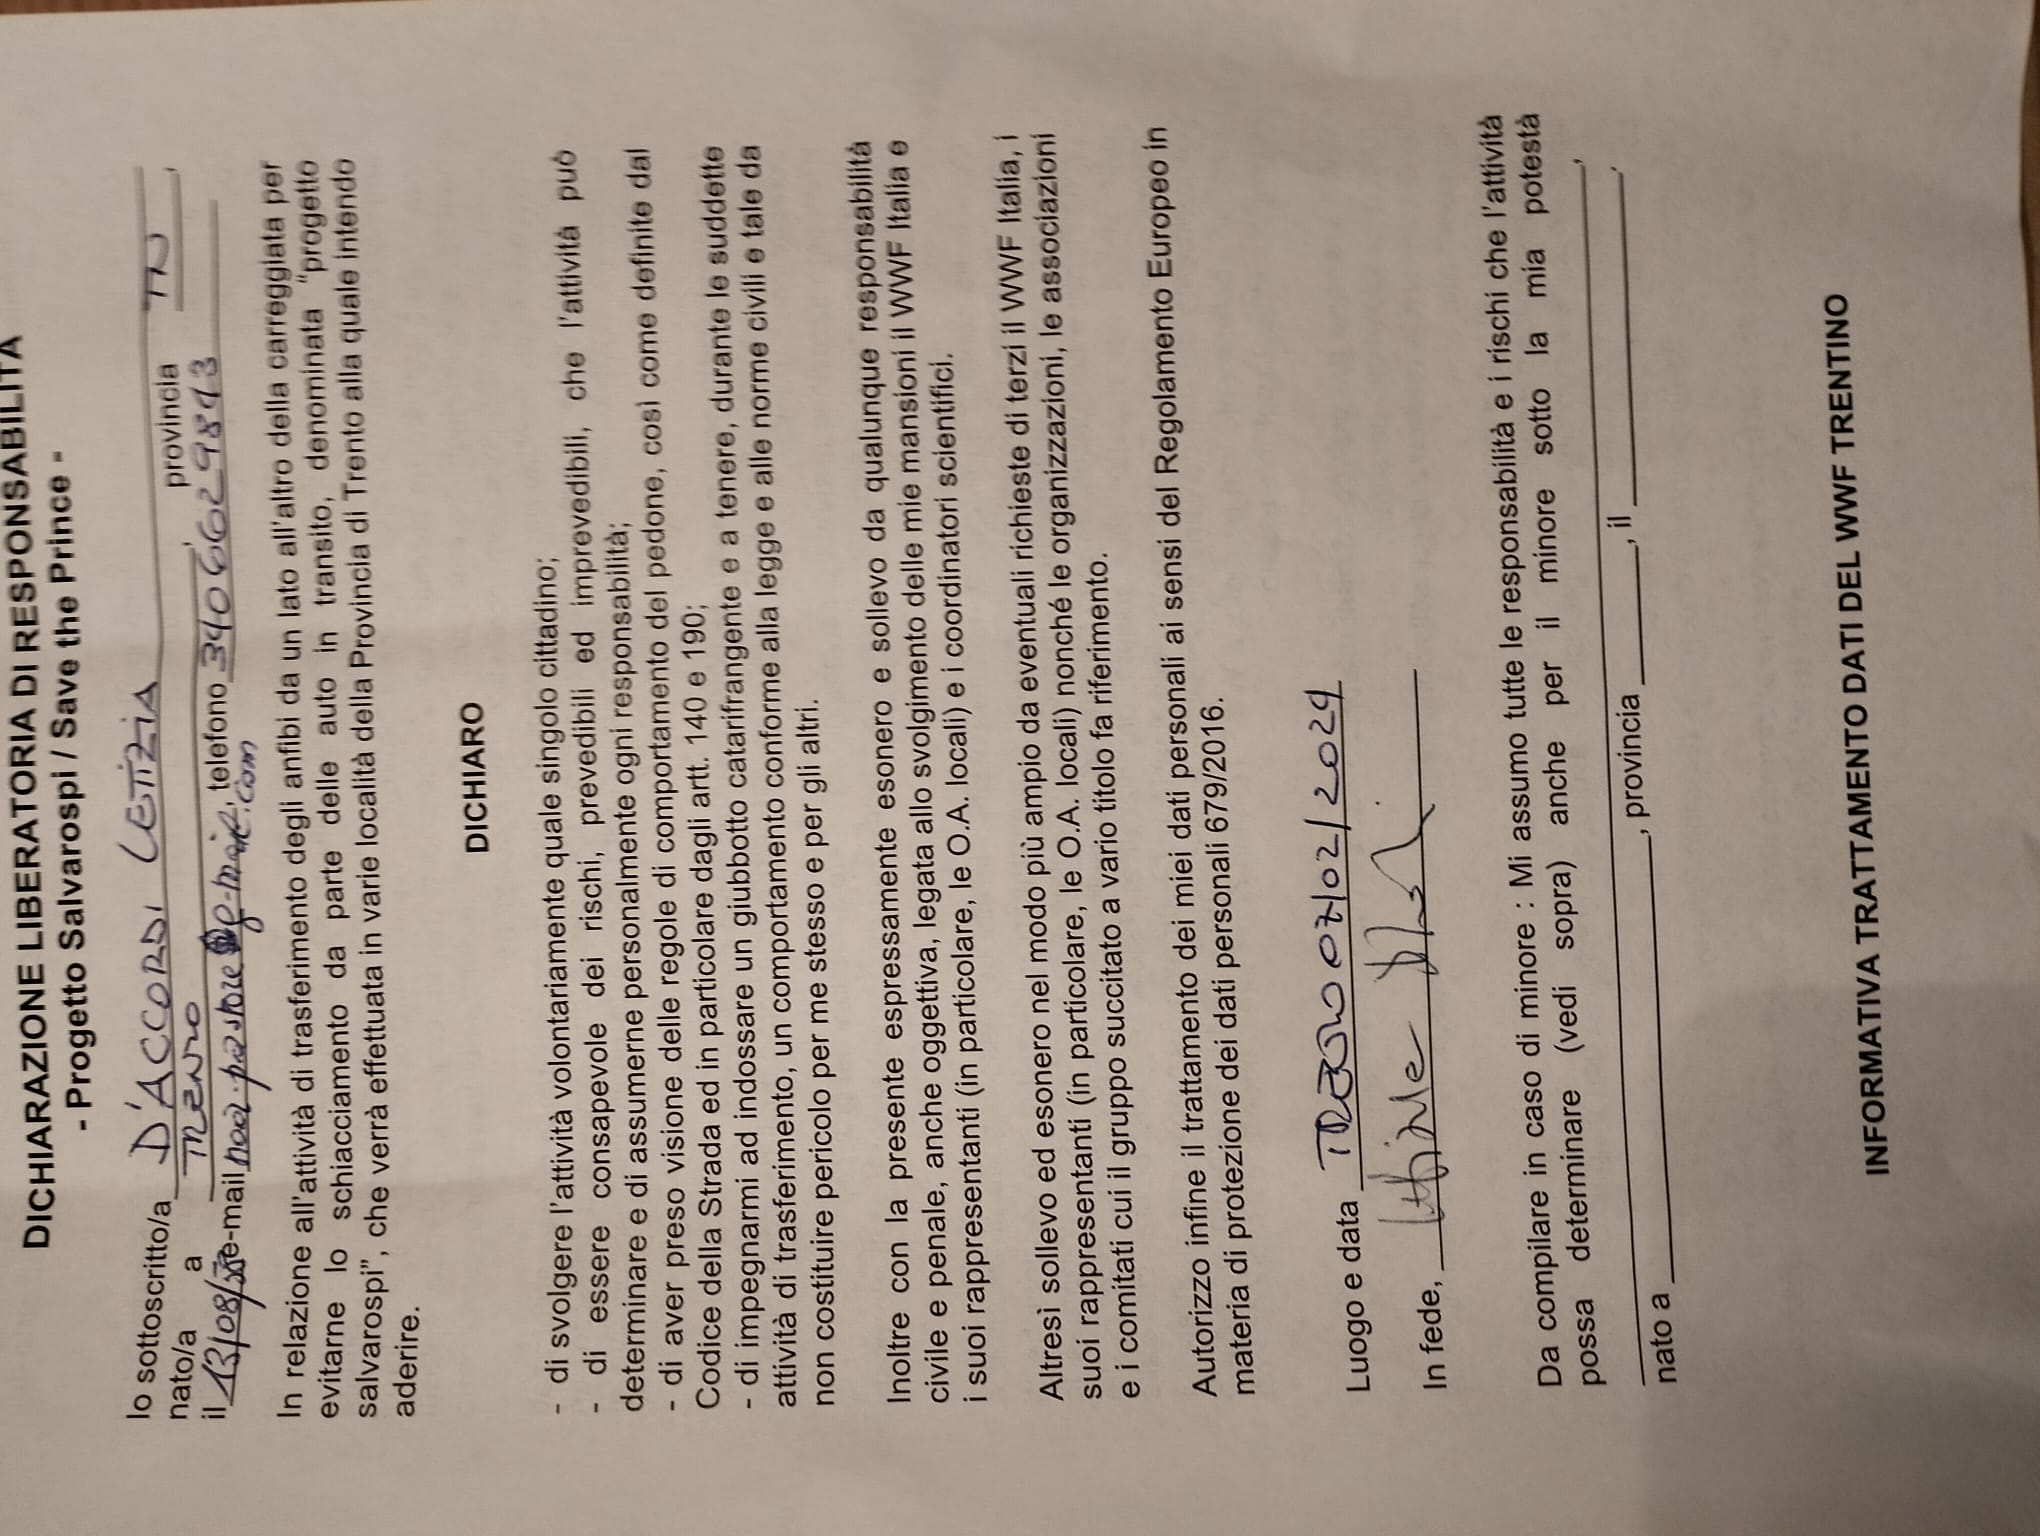 DICHIARAZIONE LIBERATORIA DI RESPONSABILITÀ
- Progetto Salvarospi / Save the Prince -
Io sottoscritto/a D'ACCORDI LETIZIA
nato/a a TRENTO, provincia TN,
il 13/08/ e-mail g-mail.com, telefono 3406629843
In relazione all'attività di trasferimento degli anfibi da un lato all'altro della carreggiata per
evitarne lo schiacciamento da parte delle auto in transito, denominata "progetto
salvarospi", che verrà effettuata in varie località della Provincia di Trento alla quale intendo
aderire.
DICHIARO
- di svolgere l'attività volontariamente quale singolo cittadino;
- di essere consapevole dei rischi, prevedibili ed imprevedibili, che l'attività può
determinare e di assumerne personalmente ogni responsabilità;
- di aver preso visione delle regole di comportamento del pedone, così come definite dal
Codice della Strada ed in particolare dagli artt. 140 e 190;
- di impegnarmi ad indossare un giubbotto catarifrangente e a tenere, durante le suddette
attività di trasferimento, un comportamento conforme alla legge e alle norme civili e tale da
non costituire pericolo per me stesso e per gli altri.
Inoltre con la presente espressamente esonero e sollevo da qualunque responsabilità
civile e penale, anche oggettiva, legata allo svolgimento delle mie mansioni il WWF Italia e
i suoi rappresentanti (in particolare, le O.A. locali) e i coordinatori scientifici.
Altresì sollevo ed esonero nel modo più ampio da eventuali richieste di terzi il WWF Italia, i
suoi rappresentanti (in particolare, le O.A. locali) nonché le organizzazioni, le associazioni
e i comitati cui il gruppo succitato a vario titolo fa riferimento.
Autorizzo infine il trattamento dei miei dati personali ai sensi del Regolamento Europeo in
materia di protezione dei dati personali 679/2016.
Luogo e data TRENTO 07/02/2024
In fede,
Da compilare in caso di minore : Mi assumo tutte le responsabilità e i rischi che l'attività
possa determinare (vedi sopra) anche per il minore sotto la mia potestà
,
nato a , provincia , il ,
INFORMATIVA TRATTAMENTO DATI DEL WWF TRENTINO